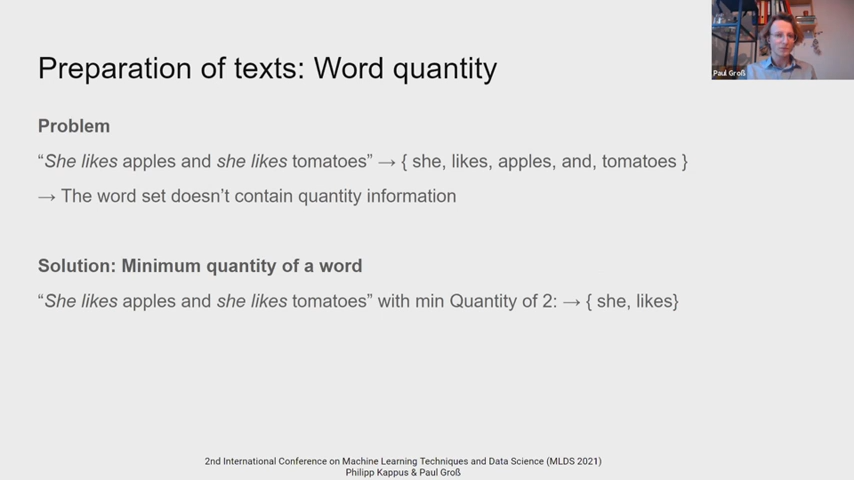 Preparation of texts: Word quantity
Paul Groß
Problem
“She likes apples and she likes tomatoes” → { she, likes, apples, and, tomatoes }
→ The word set doesn’t contain quantity information
Solution: Minimum quantity of a word
“She likes apples and she likes tomatoes” with min Quantity of 2: → { she, likes}
2nd International Conference on Machine Learning Techniques and Data Science (MLDS 2021)
Philipp Kappus & Paul Groß